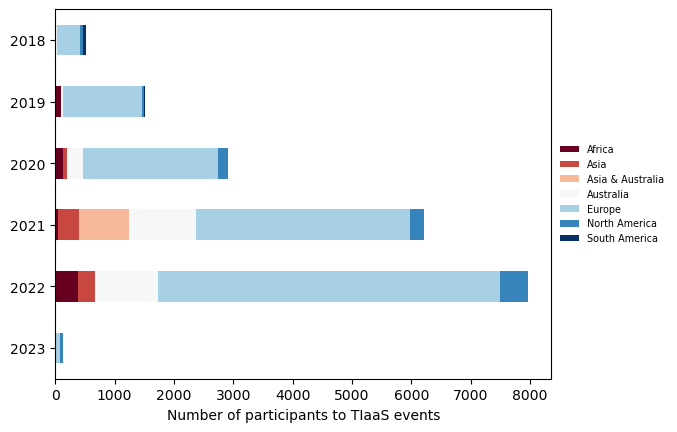 2018
2019
2020
2021
2022
2023
0 1000 2000 3000 4000 5000 6000 7000 8000
Number of participants to TIaaS events
Africa
Asia
Asia & Australia
Australia
Europe
North America
South America